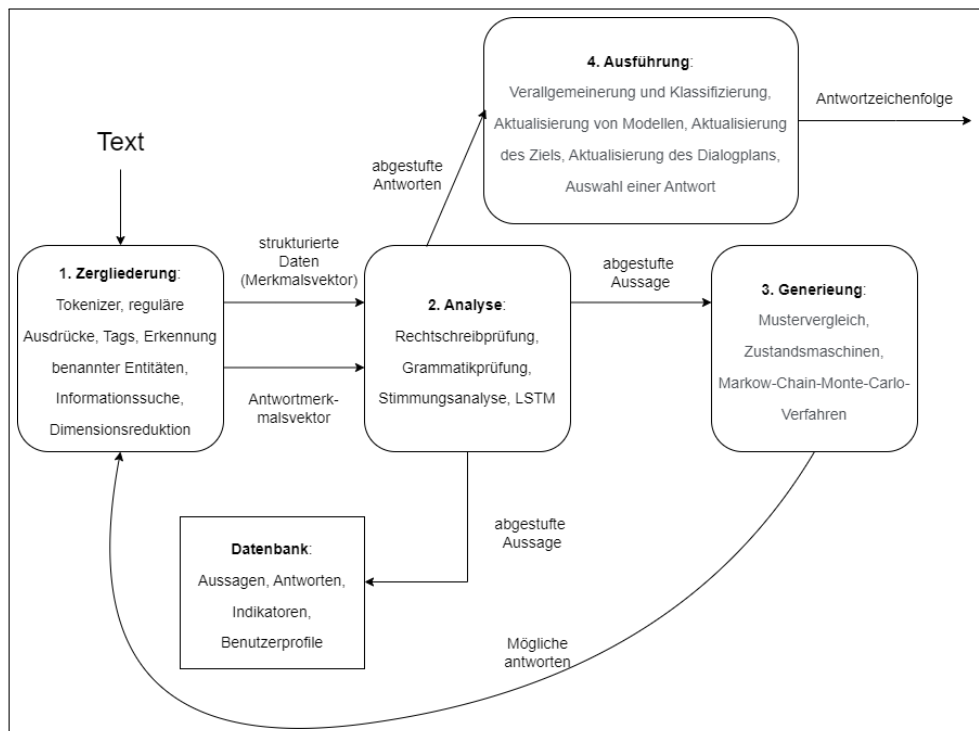 4. Ausführung:
Verallgemeinerung und Klassifizierung,
Aktualisierung von Modellen, Aktualisierung
des Ziels, Aktualisierung des Dialogplans,
Auswahl einer Antwort
Antwortzeichenfolge
Text
abgestufte
Antworten
1. Zergliederung:
Tokenizer, reguläre
Ausdrücke, Tags, Erkennung
benannter Entitäten,
Informationssuche,
Dimensionsreduktion
strukturierte
Daten
(Merkmalsvektor)
Antwortmerk-
malsvektor
2. Analyse:
Rechtschreibprüfung,
Grammatikprüfung,
Stimmungsanalyse, LSTM
abgestufte
Aussage
3. Generieung:
Mustervergleich,
Zustandsmaschinen,
Markow-Chain-Monte-Carlo-
Verfahren
Datenbank:
Aussagen, Antworten,
Indikatoren,
Benutzerprofile
abgestufte
Aussage
Mögliche
antworten